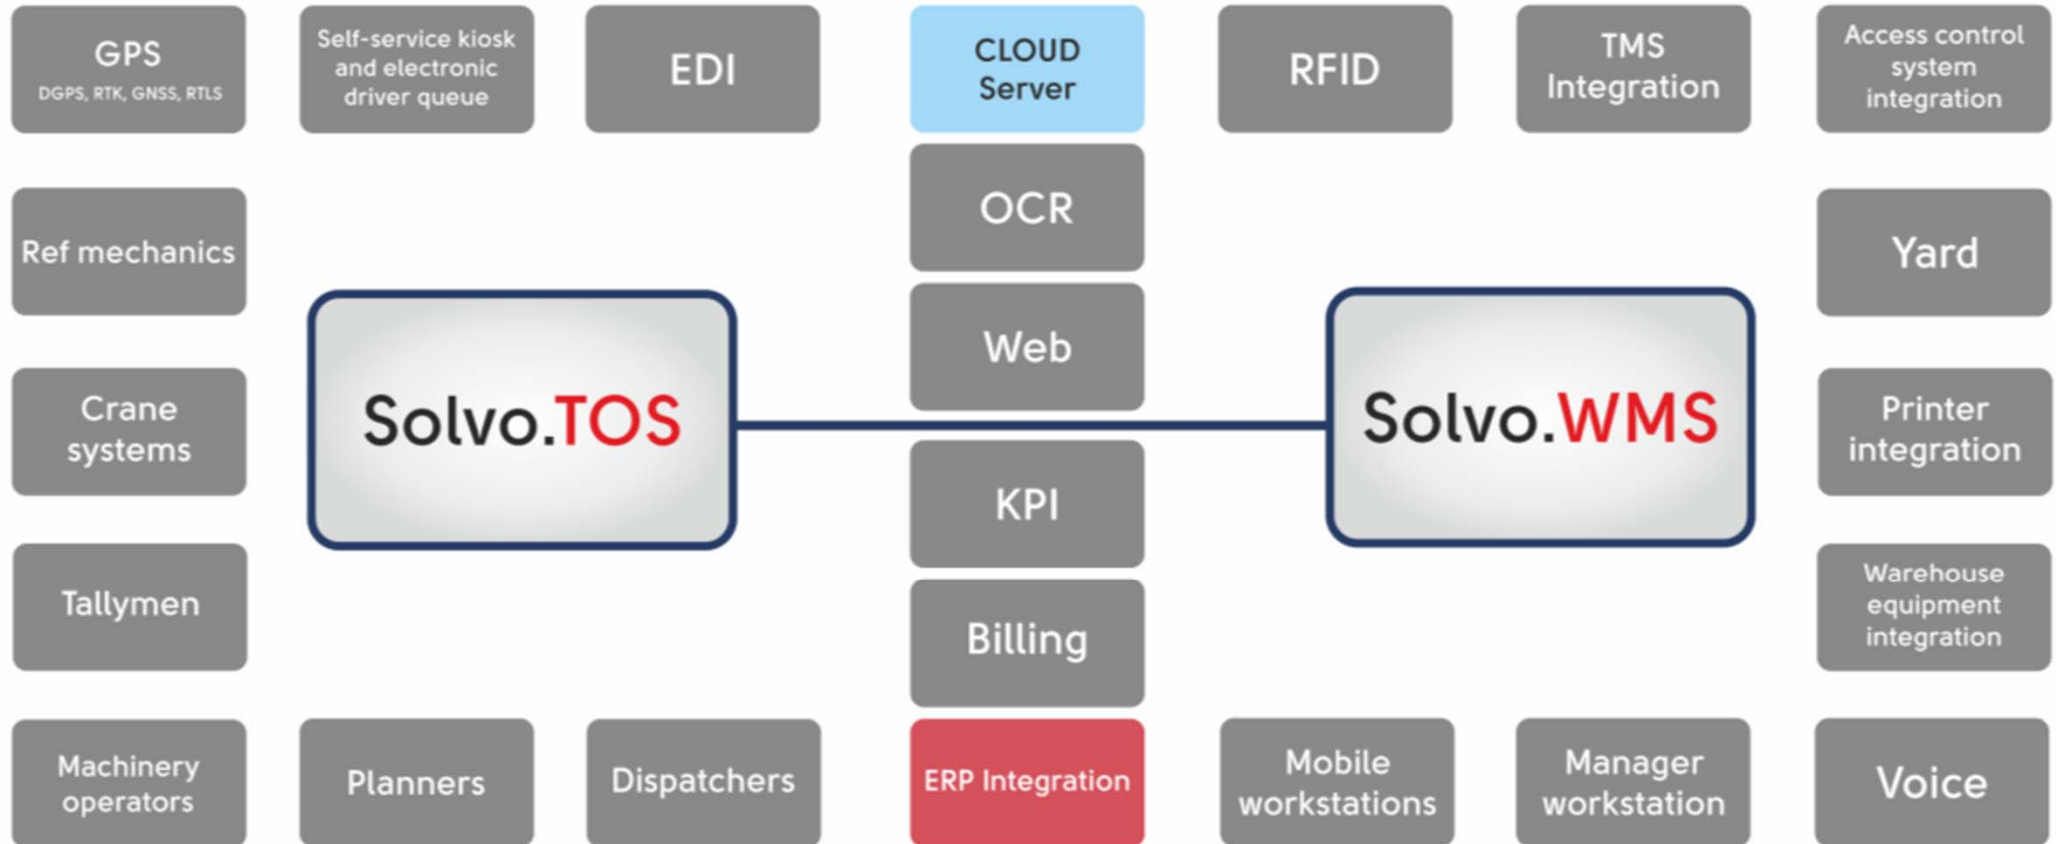 GPS
DGPS, RTK, GNSS, RTLS
Self-service kiosk
and electronic
driver queue
EDI
CLOUD
Server
RFID
TMS
Integration
Access control
system
integration
OCR
Ref mechanics
Yard
Web
Crane
systems
Solvo.TOS
Solvo.WMS
Printer
integration
KPI
Tallymen
Billing
Warehouse
equipment
integration
Machinery
operators
Planners
Dispatchers
ERP Integration
Mobile
workstations
Manager
workstation
Voice